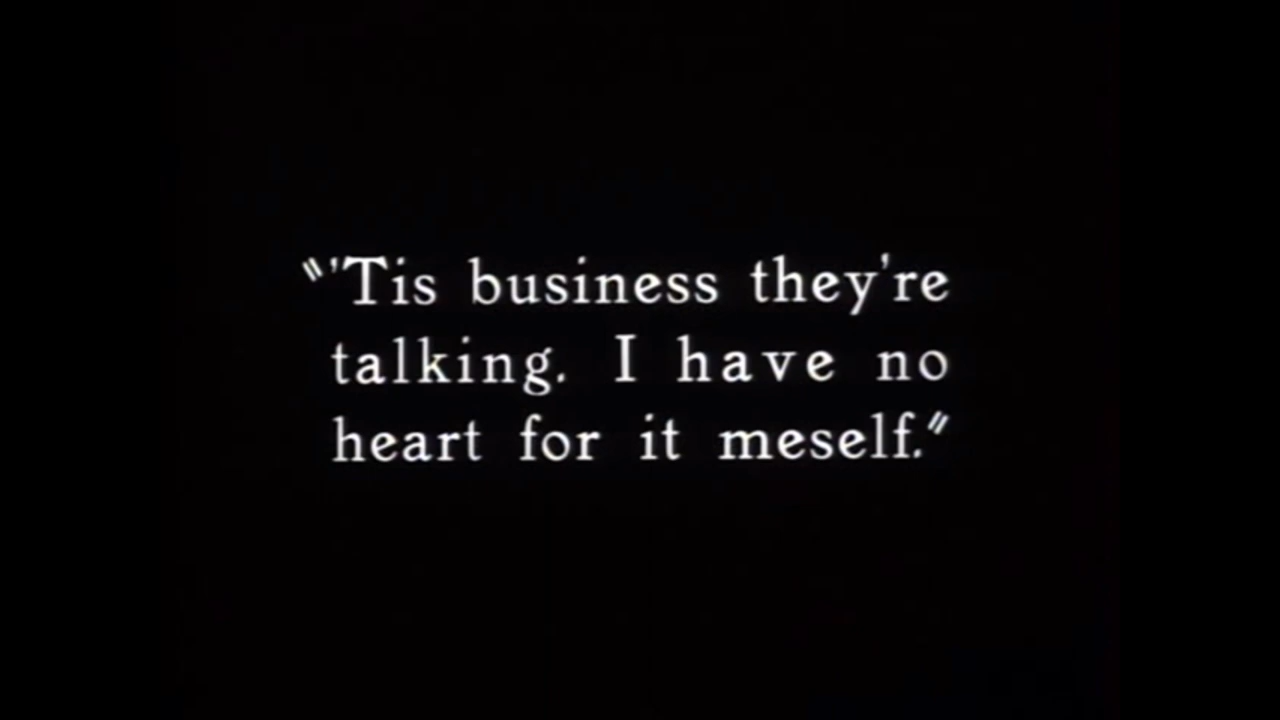 "'Tis business they're
talking. I have no
heart for it meself."